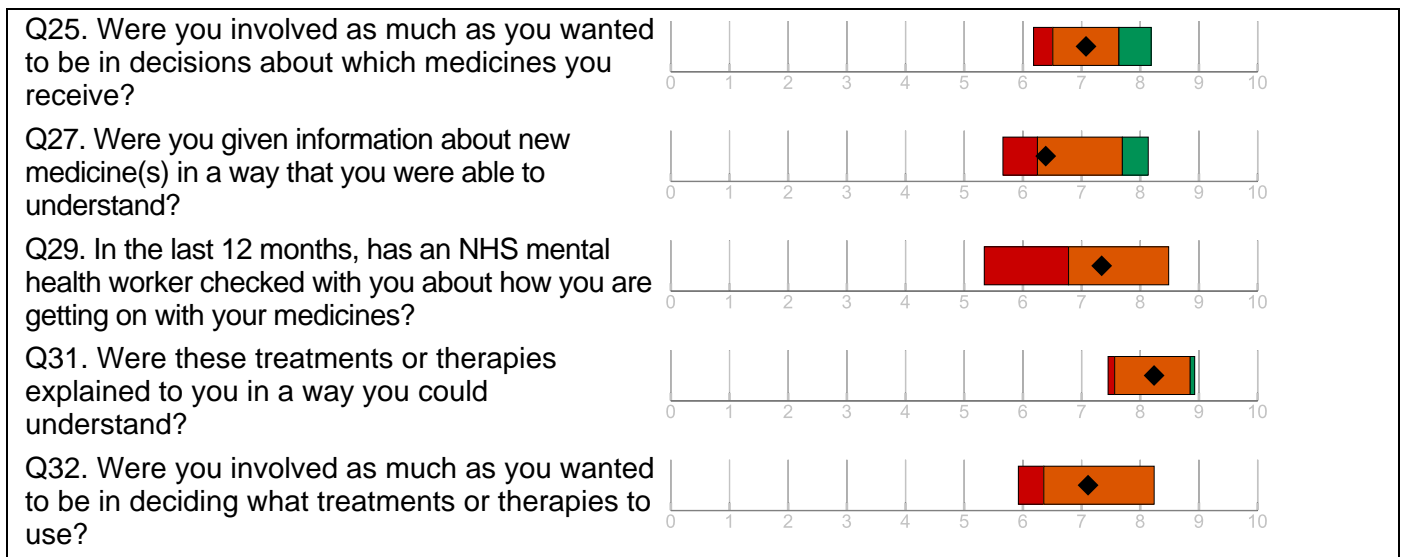 Q25. Were you involved as much as you wanted
to be in decisions about which medicines you
receive?
0 1 2 3 4 5 6 7 8 9 10
Q27. Were you given information about new
medicine(s) in a way that you were able to
understand?
0 1 2 3 4 5 6 7 8 9 10
Q29. In the last 12 months, has an NHS mental
health worker checked with you about how you are
getting on with your medicines?
0 1 2 3 4 5 6 7 8 9 10
Q31. Were these treatments or therapies
explained to you in a way you could
understand?
0 1 2 3 4 5 6 7 8 9 10
Q32. Were you involved as much as you wanted
to be in deciding what treatments or therapies to
use?
0 1 2 3 4 5 6 7 8 9 10